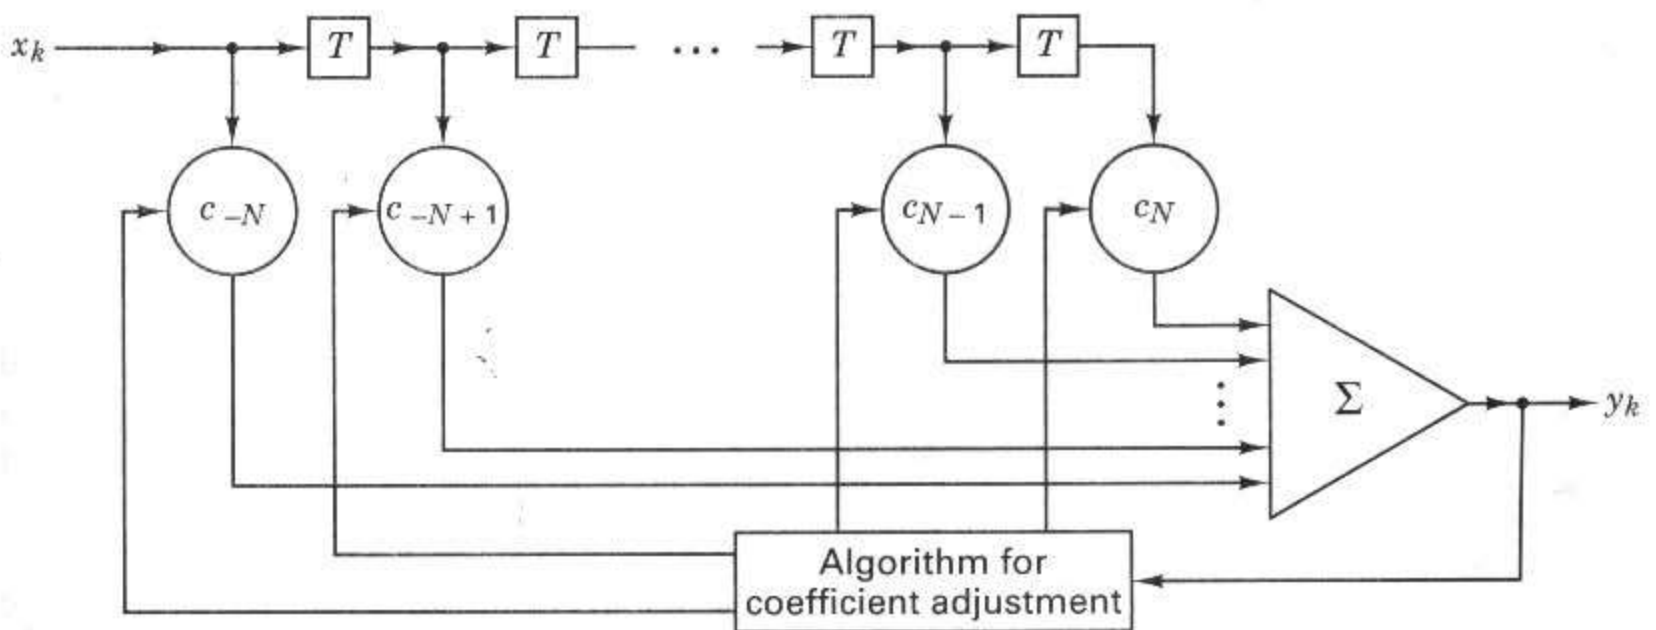 x_k T T ... T T
c_{-N} c_{-N+1} c_{N-1} c_N
Σ y_k
Algorithm for
coefficient adjustment